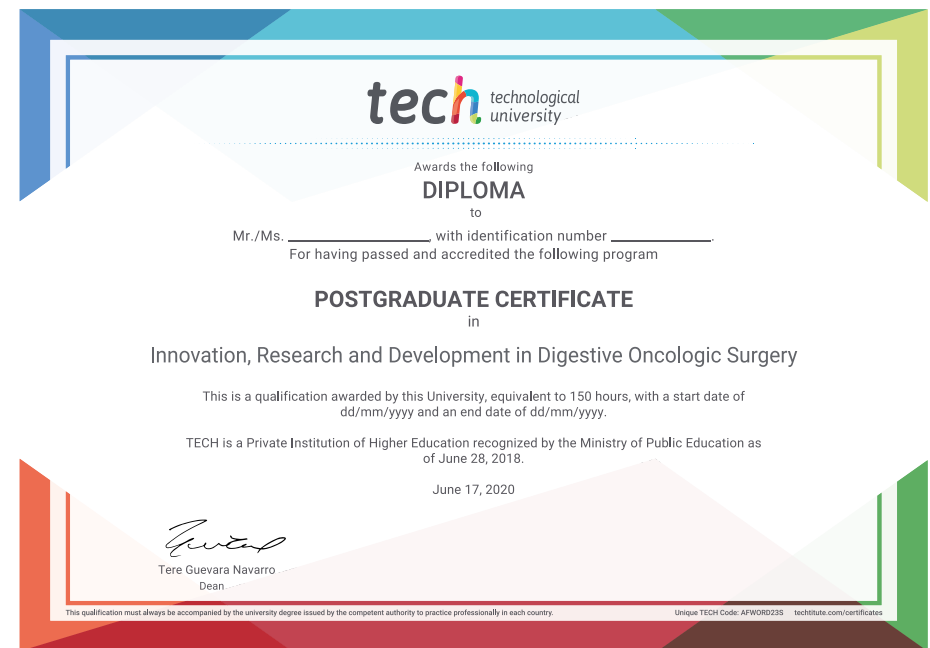 tech technological
university
Awards the following
DIPLOMA
to
Mr./Ms. ____________, with identification number ____________.
For having passed and accredited the following program
POSTGRADUATE CERTIFICATE
in
Innovation, Research and Development in Digestive Oncologic Surgery
This is a qualification awarded by this University, equivalent to 150 hours, with a start date of
dd/mm/yyyy and an end date of dd/mm/yyyy.
TECH is a Private Institution of Higher Education recognized by the Ministry of Public Education as
of June 28, 2018.
June 17, 2020
Tere Guevara Navarro
Dean
This qualification must always be accompanied by the university degree issued by the competent authority to practice professionally in each country. Unique TECH Code: AFWORD23S techtitute.com/certificates